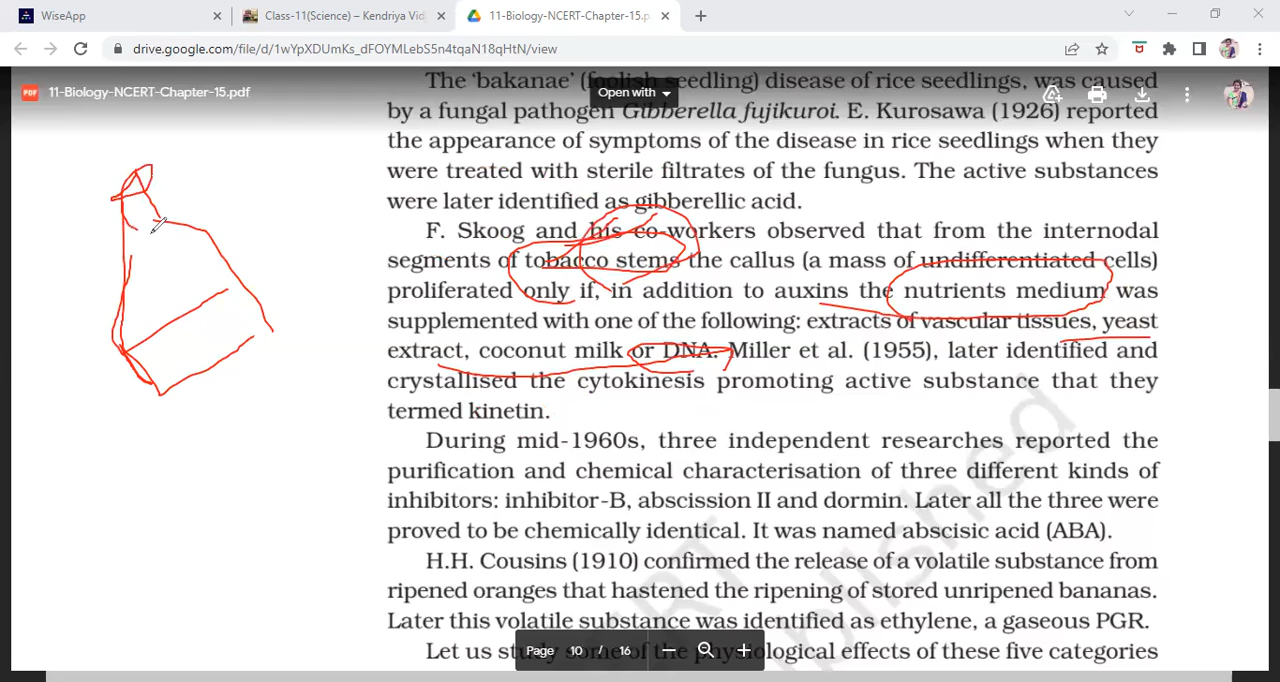 WiseApp
Class-11(Science) – Kendriya Vid
11-Biology-NCERT-Chapter-15.p
drive.google.com/file/d/1wYpXDUmKs_dFOYMLebS5n4tqaN18qHtN/view
The 'bakanae' (foolish seedling) disease of rice seedlings, was caused
PDF 11-Biology-NCERT-Chapter-15.pdf
Open with
by a fungal pathogen Gibberella fujikuroi. E. Kurosawa (1926) reported
the appearance of symptoms of the disease in rice seedlings when they
were treated with sterile filtrates of the fungus. The active substances
were later identified as gibberellic acid.
F. Skoog and his co-workers observed that from the internodal
segments of tobacco stems the callus (a mass of undifferentiated cells)
proliferated only if, in addition to auxins the nutrients medium was
supplemented with one of the following: extracts of vascular tissues, yeast
extract, coconut milk or DNA. Miller et al. (1955), later identified and
crystallised the cytokinesis promoting active substance that they
termed kinetin.
During mid-1960s, three independent researches reported the
purification and chemical characterisation of three different kinds of
inhibitors: inhibitor-B, abscission II and dormin. Later all the three were
proved to be chemically identical. It was named abscisic acid (ABA).
H.H. Cousins (1910) confirmed the release of a volatile substance from
ripened oranges that hastened the ripening of stored unripened bananas.
Later this volatile substance was identified as ethylene, a gaseous PGR.
Let us study some of the physiological effects of these five categories
Page 10 / 16